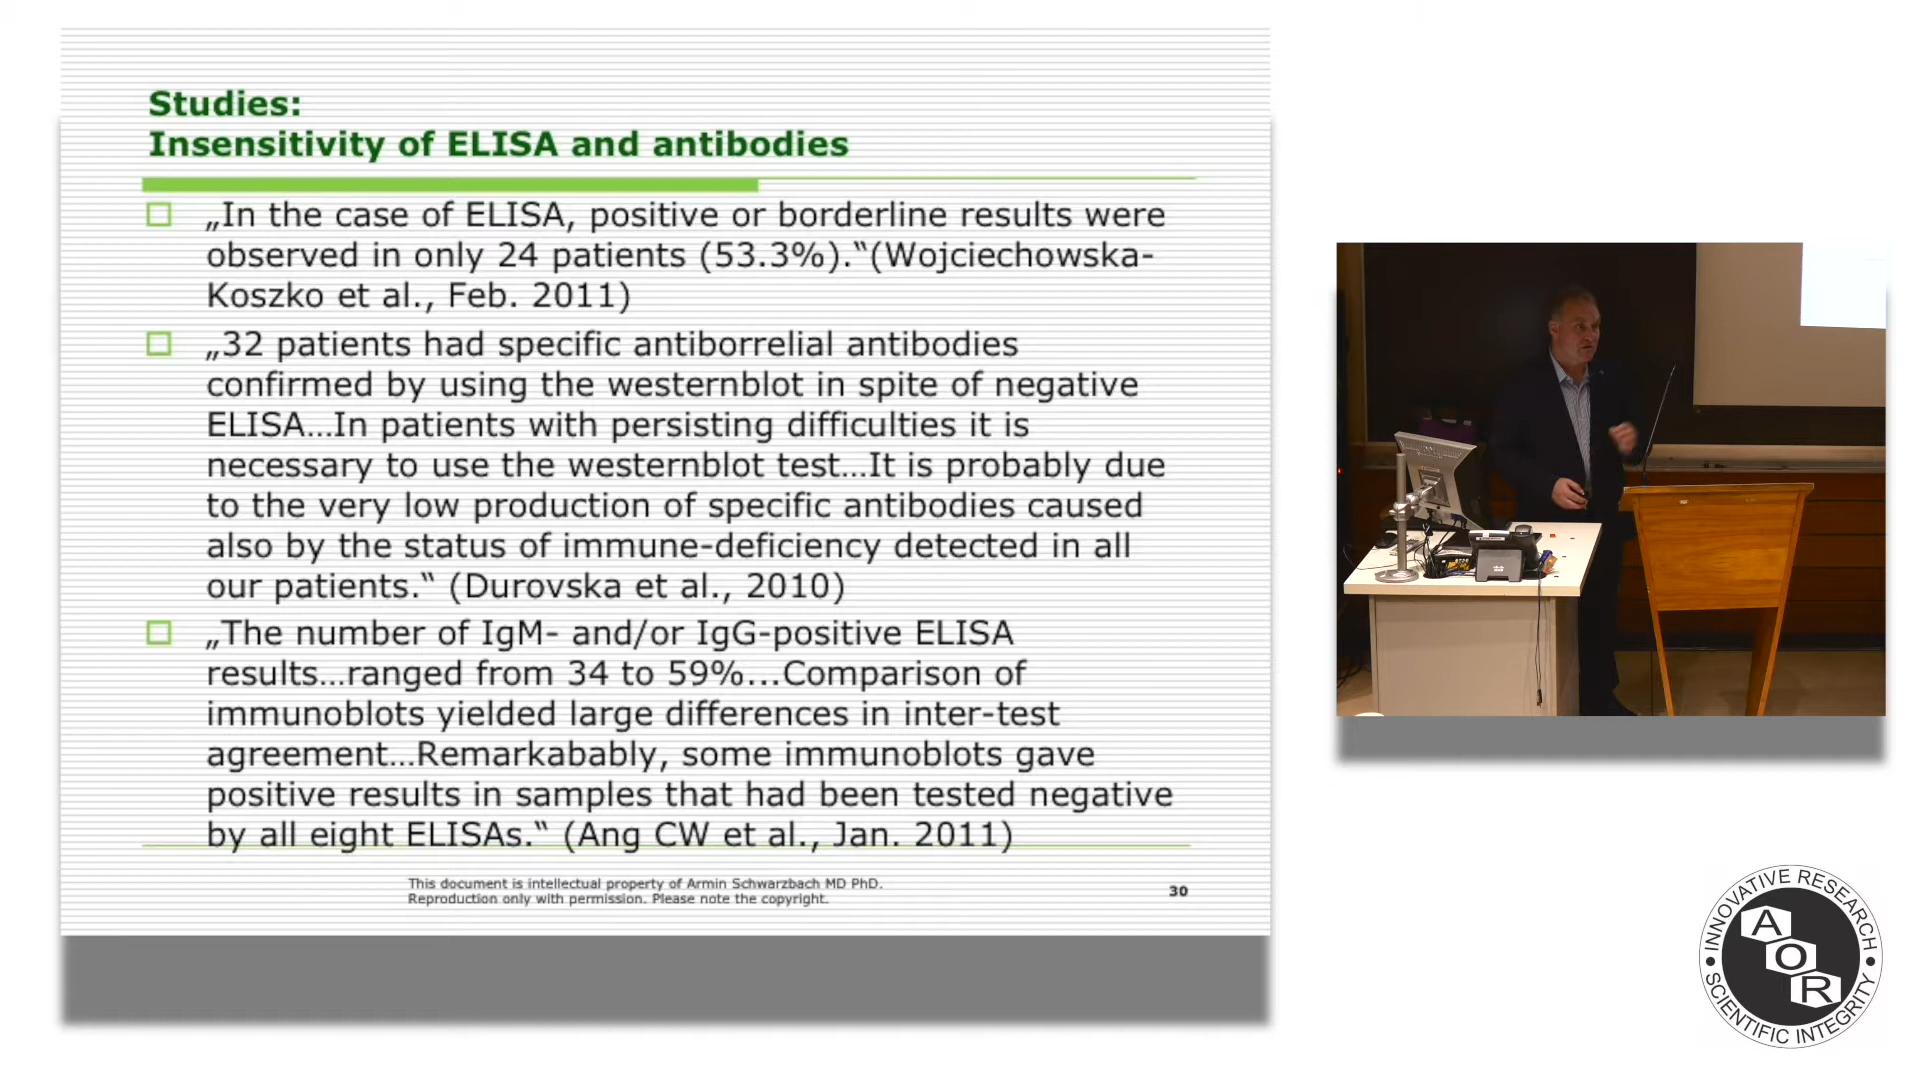 Studies:
Insensitivity of ELISA and antibodies
„In the case of ELISA, positive or borderline results were
observed in only 24 patients (53.3%).“(Wojciechowska-
Koszko et al., Feb. 2011)
„32 patients had specific antiborrelial antibodies
confirmed by using the westernblot in spite of negative
ELISA…In patients with persisting difficulties it is
necessary to use the westernblot test…It is probably due
to the very low production of specific antibodies caused
also by the status of immune-deficiency detected in all
our patients.“ (Durovska et al., 2010)
„The number of IgM- and/or IgG-positive ELISA
results…ranged from 34 to 59%...Comparison of
immunoblots yielded large differences in inter-test
agreement…Remarkabably, some immunoblots gave
positive results in samples that had been tested negative
by all eight ELISAs.“ (Ang CW et al., Jan. 2011)
This document is intellectual property of Armin Schwarzbach MD PhD.
Reproduction only with permission. Please note the copyright.
30
INNOVATIVE RESEARCH
AOR
SCIENTIFIC INTEGRITY